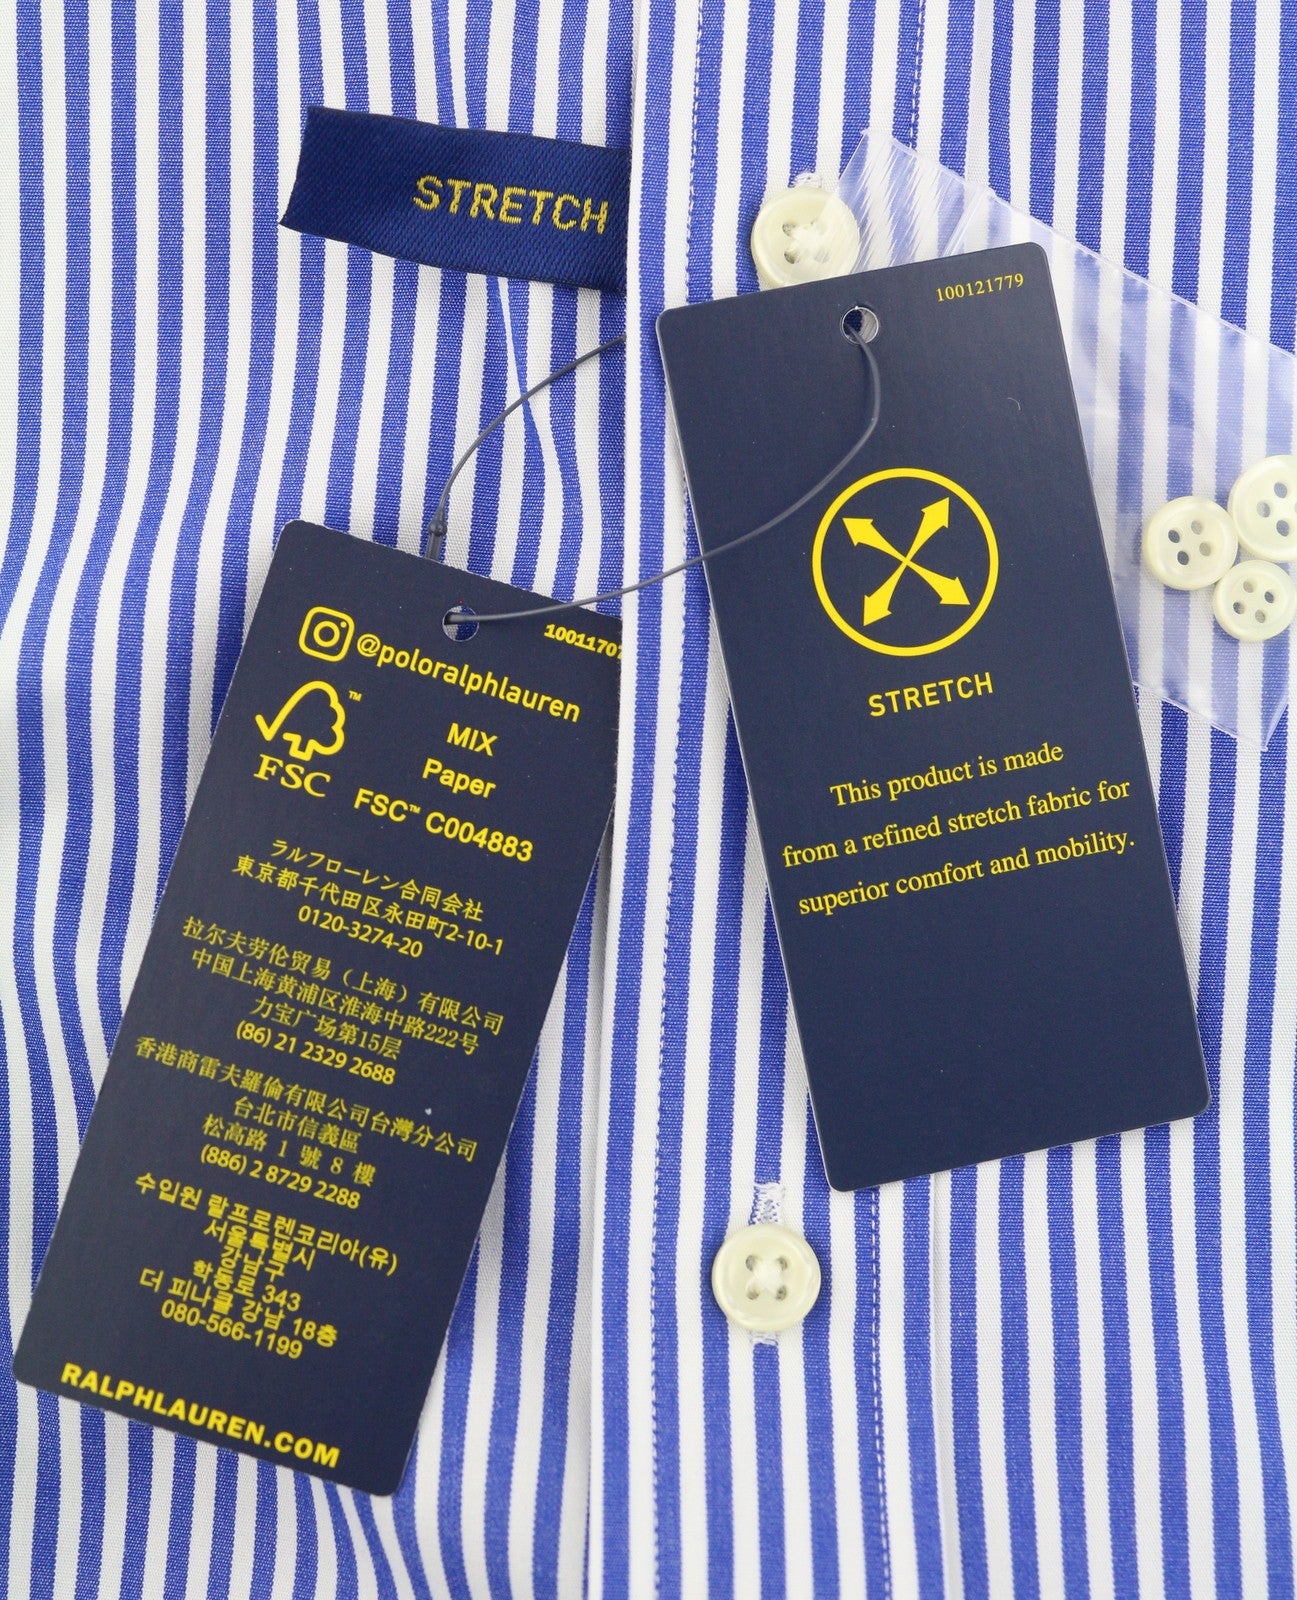 STRETCH
100121779
STRETCH
This product is made
from a refined stretch fabric for
superior comfort and mobility.
@poloralphlauren
™
FSC
MIX
Paper
FSC™ C004883
ラルフローレン合同会社
東京都千代田区永田町2-10-1
0120-3274-20
拉尔夫劳伦贸易（上海）有限公司
中国上海黄浦区淮海中路222号
力宝广场第15层
(86) 21 2329 2688
香港商雷夫羅倫有限公司台灣分公司
台北市信義區
松高路 1 號 8 樓
(886) 2 8729 2288
수입원 랄프로렌코리아(유)
서울특별시
강남구
학동로 343
더 피나클 강남 18층
080-566-1199
RALPHLAUREN.COM